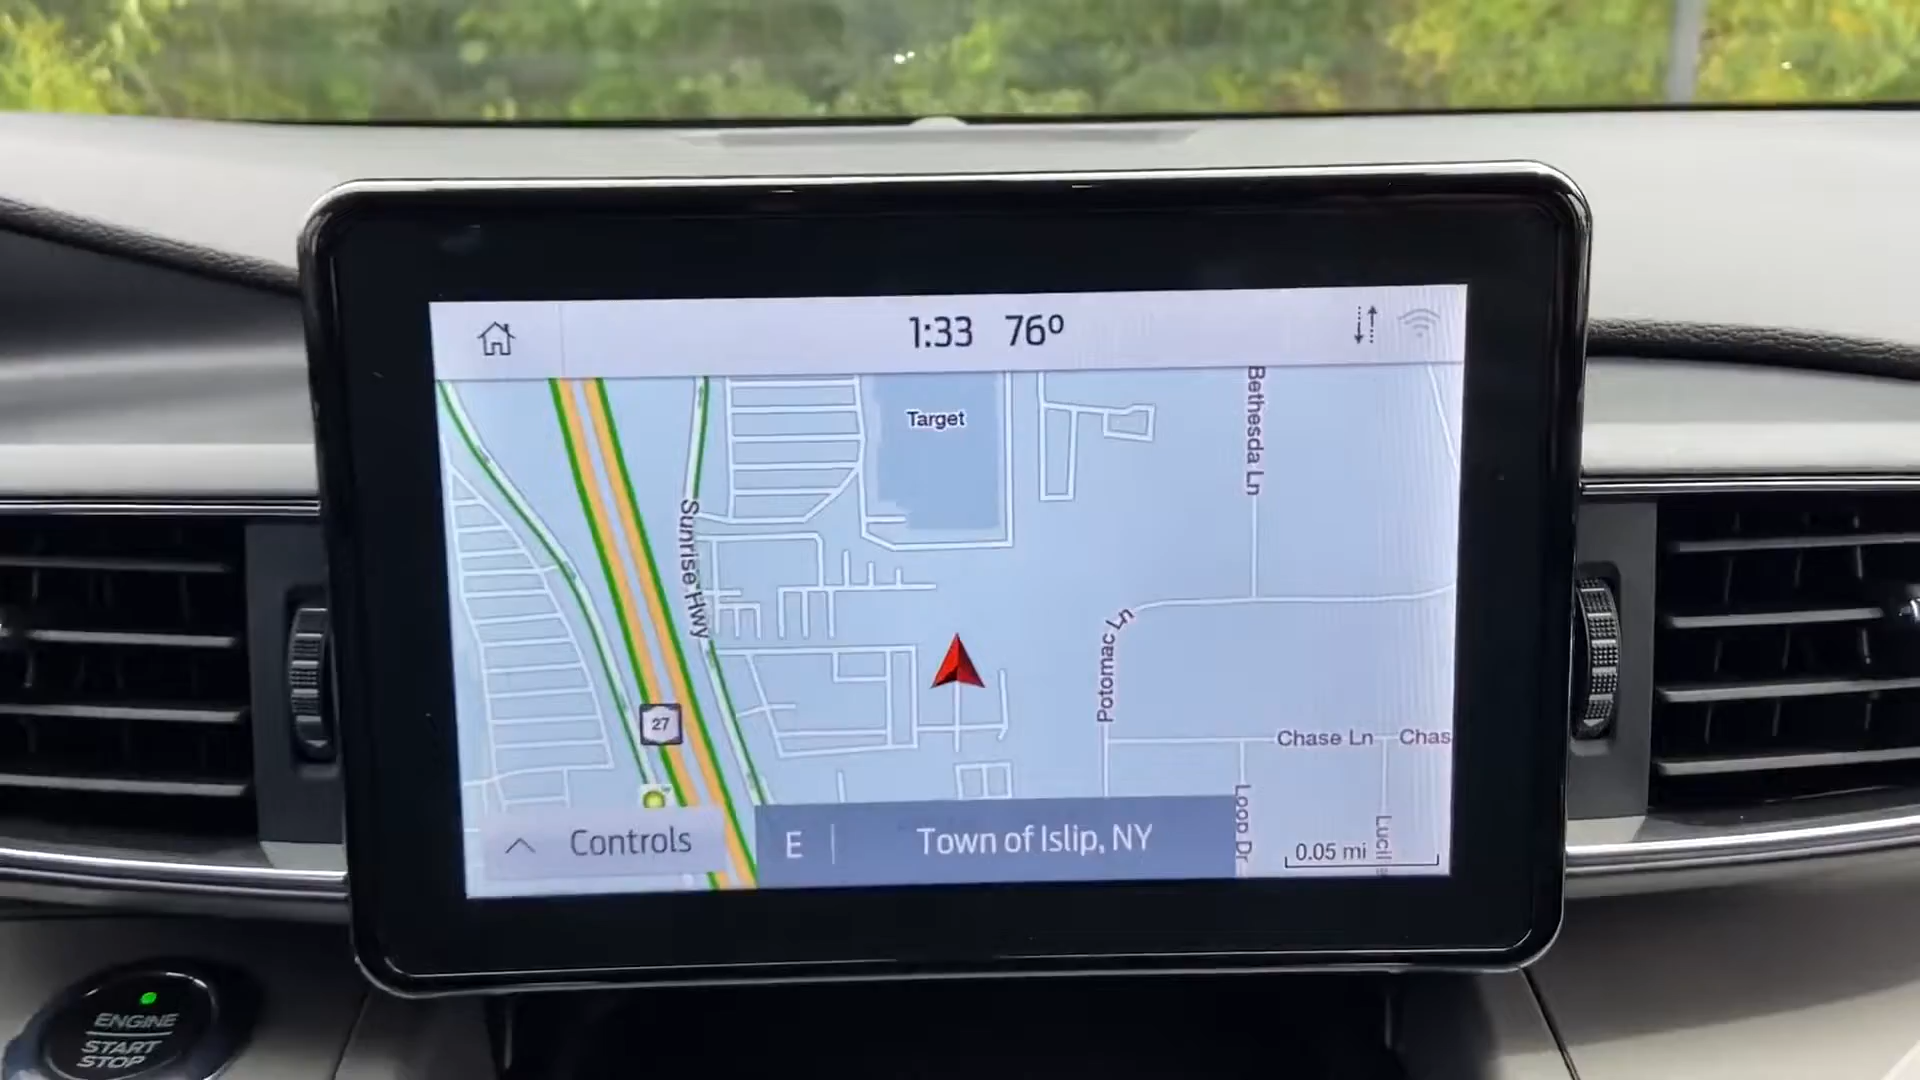 1:33 76°
Target
Bethesda Ln
Sunrise Hwy
Potomac Ln
27
Chase Ln
Chas
Loop Dr
Controls
E
Town of Islip, NY
0.05 mi
ENGINE
START
STOP